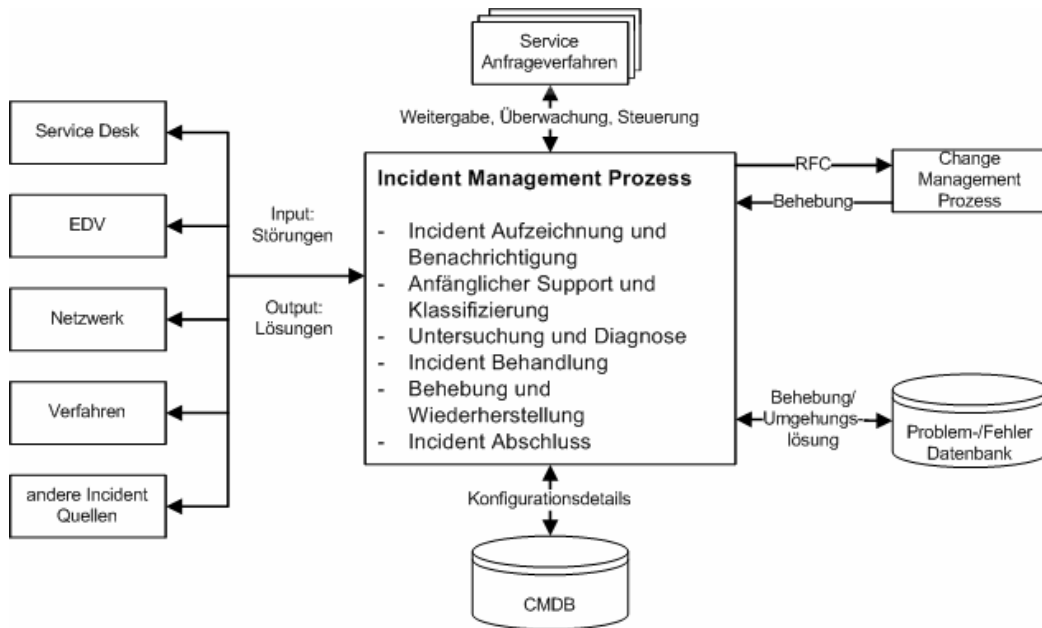 Service
Anfrageverfahren
Weitergabe, Überwachung, Steuerung
Service Desk
EDV
Netzwerk
Verfahren
andere Incident
Quellen
Input:
Störungen
Output:
Lösungen
Incident Management Prozess
- Incident Aufzeichnung und
Benachrichtigung
- Anfänglicher Support und
Klassifizierung
- Untersuchung und Diagnose
- Incident Behandlung
- Behebung und
Wiederherstellung
- Incident Abschluss
RFC
Behebung
Change
Management
Prozess
Behebung/
Umgehungs-
lösung
Problem-/Fehler
Datenbank
Konfigurationsdetails
CMDB